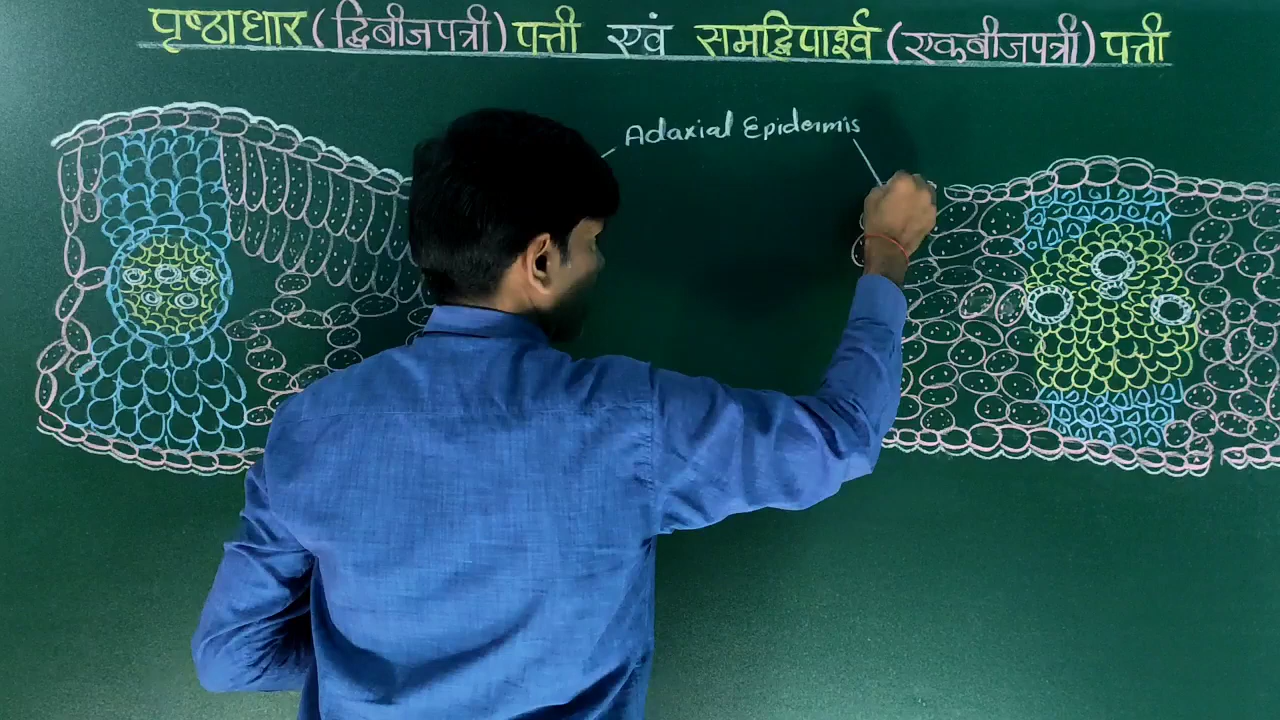 पृष्ठाधार (द्विबीजपत्री) पत्ती एवं समद्विपार्श्व (एकबीजपत्री) पत्ती
Adaxial Epidermis